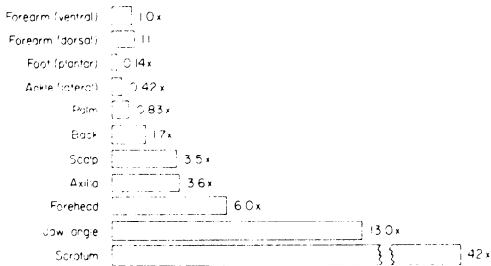 Forearm (ventral) 1.0x
Forearm (dorsal) 1.1
Foot (plantar) 0.14x
Ankle (lateral) 0.42x
Palm 0.83x
Back 1.7x
Scalp 3.5x
Axilla 3.6x
Forehead 6.0x
Jaw angle 13.0x
Scrotum 42x